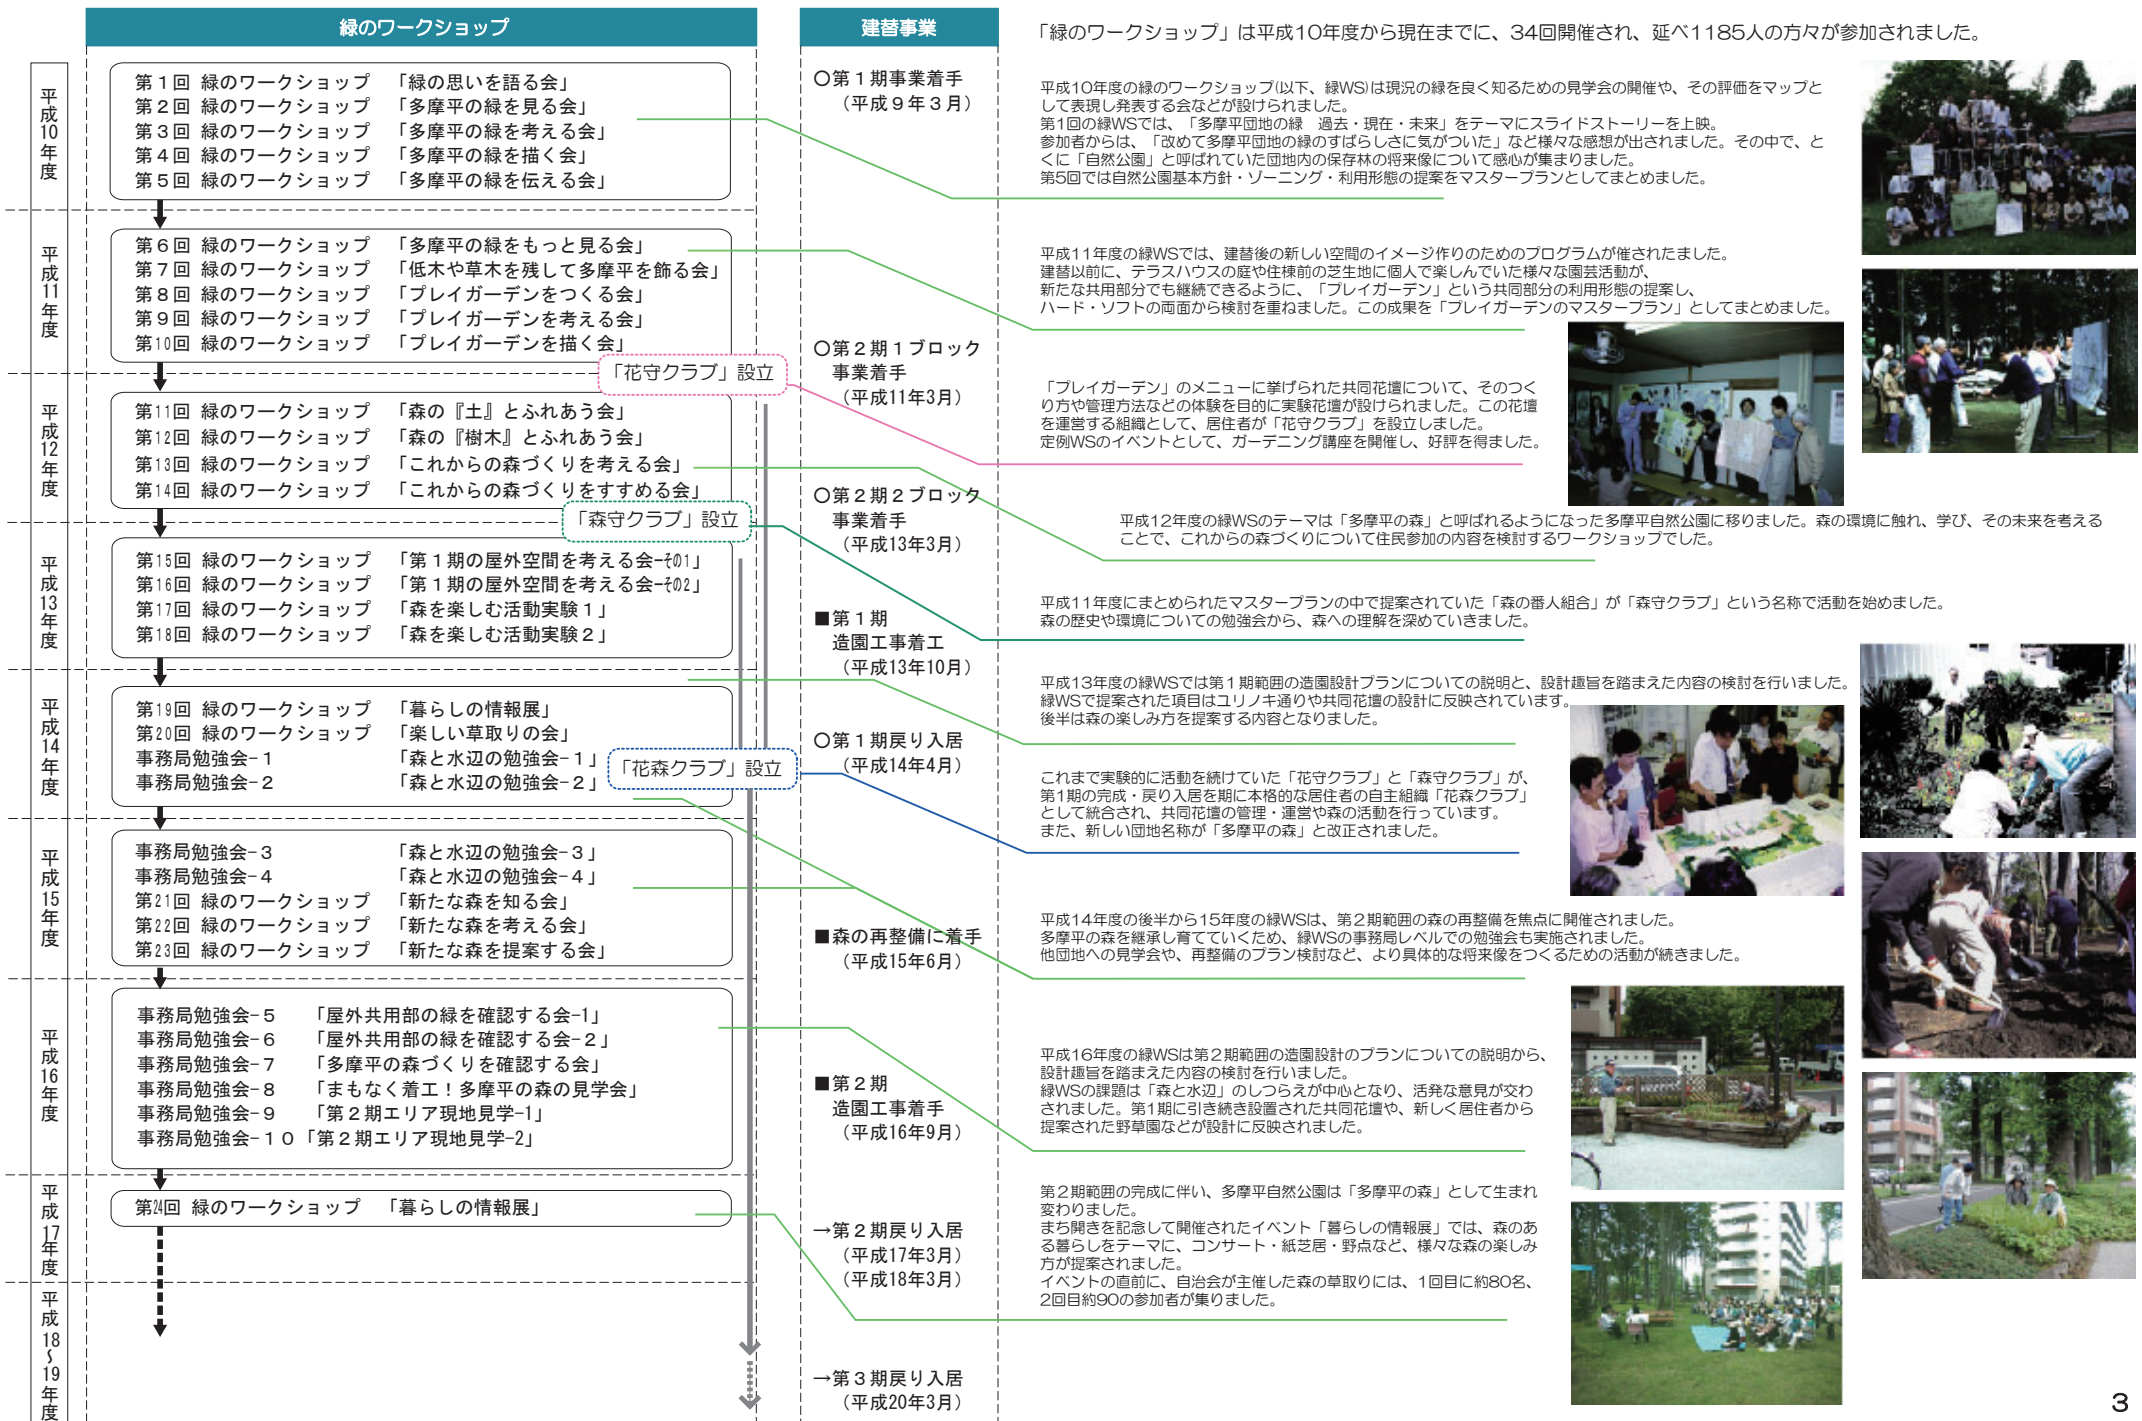 緑のワークショップ
建替事業
「緑のワークショップ」は平成10年度から現在までに、34回開催され、延べ1185人の方々が参加されました。
平成10年度
第１回 緑のワークショップ 「緑の思いを語る会」
第２回 緑のワークショップ 「多摩平の緑を見る会」
第３回 緑のワークショップ 「多摩平の緑を考える会」
第４回 緑のワークショップ 「多摩平の緑を描く会」
第５回 緑のワークショップ 「多摩平の緑を伝える会」
平成11年度
第６回 緑のワークショップ 「多摩平の緑をもっと見る会」
第７回 緑のワークショップ 「低木や草木を残して多摩平を飾る会」
第８回 緑のワークショップ 「プレイガーデンをつくる会」
第９回 緑のワークショップ 「プレイガーデンを考える会」
第10回 緑のワークショップ 「プレイガーデンを描く会」
「花守クラブ」設立
平成12年度
第11回 緑のワークショップ 「森の『土』とふれあう会」
第12回 緑のワークショップ 「森の『樹木』とふれあう会」
第13回 緑のワークショップ 「これからの森づくりを考える会」
第14回 緑のワークショップ 「これからの森づくりをすすめる会」
「森守クラブ」設立
平成13年度
第15回 緑のワークショップ 「第１期の屋外空間を考える会−その1」
第16回 緑のワークショップ 「第１期の屋外空間を考える会−その2」
第17回 緑のワークショップ 「森を楽しむ活動実験１」
第18回 緑のワークショップ 「森を楽しむ活動実験２」
平成14年度
第19回 緑のワークショップ 「暮らしの情報展」
第20回 緑のワークショップ 「楽しい草取りの会」
事務局勉強会−１ 「森と水辺の勉強会−１」
事務局勉強会−２ 「森と水辺の勉強会−２」
「花森クラブ」設立
平成15年度
事務局勉強会−３ 「森と水辺の勉強会−３」
事務局勉強会−４ 「森と水辺の勉強会−４」
第21回 緑のワークショップ 「新たな森を知る会」
第22回 緑のワークショップ 「新たな森を考える会」
第23回 緑のワークショップ 「新たな森を提案する会」
平成16年度
事務局勉強会−５ 「屋外共用部の緑を確認する会−1」
事務局勉強会−６ 「屋外共用部の緑を確認する会−２」
事務局勉強会−７ 「多摩平の森づくりを確認する会」
事務局勉強会−８ 「まもなく着工！多摩平の森の見学会」
事務局勉強会−９ 「第２期エリア現地見学−1」
事務局勉強会−１０「第２期エリア現地見学−2」
平成17年度
第24回 緑のワークショップ 「暮らしの情報展」
平成18～19年度
○第１期事業着手
（平成９年３月）
○第２期１ブロック
事業着手
（平成11年3月）
○第２期２ブロック
事業着手
（平成13年3月）
■第１期
造園工事着工
（平成13年10月）
○第１期戻り入居
（平成14年4月）
■森の再整備に着手
（平成15年6月）
■第２期
造園工事着手
（平成16年9月）
→第２期戻り入居
（平成17年3月）
（平成18年3月）
→第３期戻り入居
（平成20年3月）
平成10年度の緑のワークショップ(以下、緑WS)は現況の緑を良く知るための見学会の開催や、その評価をマップと
して表現し発表する会などが設けられました。
第1回の緑WSでは、「多摩平団地の緑　過去・現在・未来」をテーマにスライドストーリーを上映。
参加者からは、「改めて多摩平団地の緑のすばらしさに気がついた」など様々な感想が出されました。その中で、と
くに「自然公園」と呼ばれていた団地内の保存林の将来像について感心が集まりました。
第5回では自然公園基本方針・ゾーニング・利用形態の提案をマスタープランとしてまとめました。
平成11年度の緑WSでは、建替後の新しい空間のイメージ作りのためのプログラムが催されたました。
建替以前に、テラスハウスの庭や住棟前の芝生地に個人で楽しんでいた様々な園芸活動が、
新たな共用部分でも継続できるように、「プレイガーデン」という共同部分の利用形態の提案し、
ハード・ソフトの両面から検討を重ねました。この成果を「プレイガーデンのマスタープラン」としてまとめました。
「プレイガーデン」のメニューに挙げられた共同花壇について、そのつく
り方や管理方法などの体験を目的に実験花壇が設けられました。この花壇
を運営する組織として、居住者が「花守クラブ」を設立しました。
定例WSのイベントとして、ガーデニング講座を開催し、好評を得ました。
平成12年度の緑WSのテーマは「多摩平の森」と呼ばれるようになった多摩平自然公園に移りました。森の環境に触れ、学び、その未来を考える
ことで、これからの森づくりについて住民参加の内容を検討するワークショップでした。
平成11年度にまとめられたマスタープランの中で提案されていた「森の番人組合」が「森守クラブ」という名称で活動を始めました。
森の歴史や環境についての勉強会から、森への理解を深めていきました。
平成13年度の緑WSでは第１期範囲の造園設計プランについての説明と、設計趣旨を踏まえた内容の検討を行いました。
緑WSで提案された項目はユリノキ通りや共同花壇の設計に反映されています。
後半は森の楽しみ方を提案する内容となりました。
これまで実験的に活動を続けていた「花守クラブ」と「森守クラブ」が、
第1期の完成・戻り入居を期に本格的な居住者の自主組織「花森クラブ」
として統合され、共同花壇の管理・運営や森の活動を行っています。
また、新しい団地名称が「多摩平の森」と改正されました。
平成14年度の後半から15年度の緑WSは、第２期範囲の森の再整備を焦点に開催されました。
多摩平の森を継承し育てていくため、緑WSの事務局レベルでの勉強会も実施されました。
他団地への見学会や、再整備のプラン検討など、より具体的な将来像をつくるための活動が続きました。
平成16年度の緑WSは第２期範囲の造園設計のプランについての説明から、
設計趣旨を踏まえた内容の検討を行いました。
緑WSの課題は「森と水辺」のしつらえが中心となり、活発な意見が交わ
されました。第1期に引き続き設置された共同花壇や、新しく居住者から
提案された野草園などが設計に反映されました。
第２期範囲の完成に伴い、多摩平自然公園は「多摩平の森」として生まれ
変わりました。
まち開きを記念して開催されたイベント「暮らしの情報展」では、森のあ
る暮らしをテーマに、コンサート・紙芝居・野点など、様々な森の楽しみ
方が提案されました。
イベントの直前に、自治会が主催した森の草取りには、1回目に約80名、
2回目約90の参加者が集りました。
3